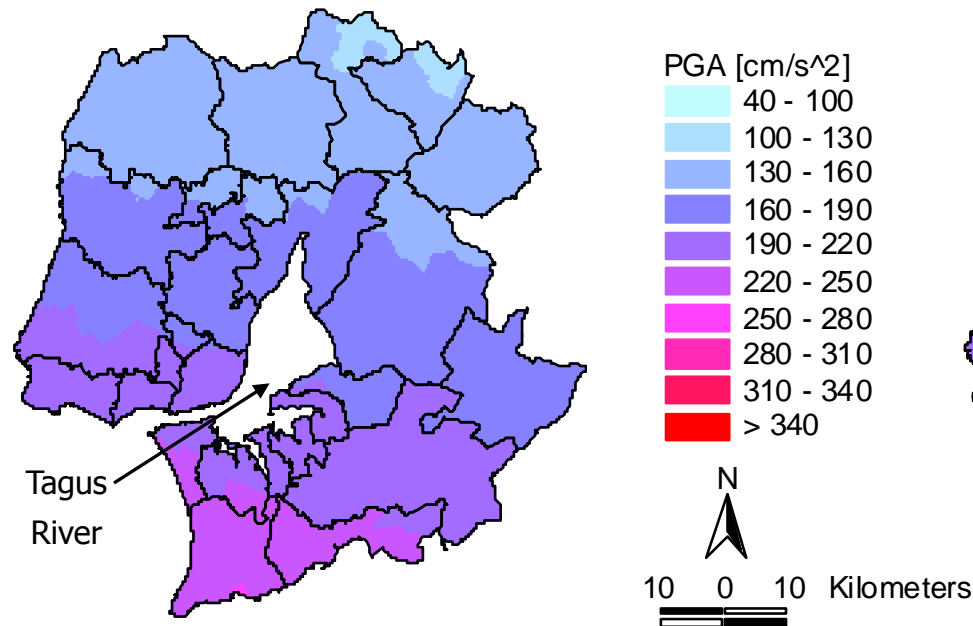 PGA [cm/s^2]
40 - 100
100 - 130
130 - 160
160 - 190
190 - 220
220 - 250
250 - 280
280 - 310
310 - 340
> 340
Tagus
River
N
10 0 10 Kilometers